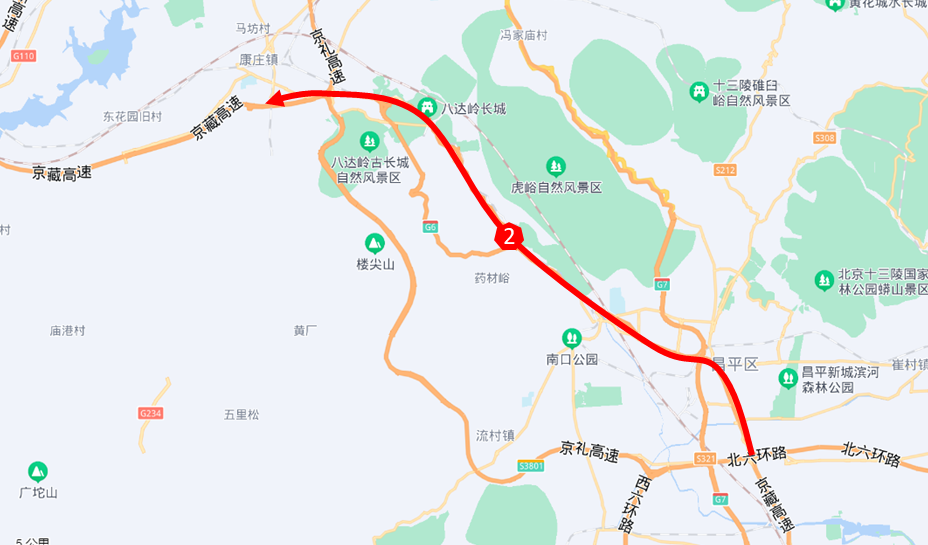 高速
G110
马坊村
康庄镇
京礼高速
冯家庙村
黄花城水长城
十三陵碓臼
峪自然风景区
八达岭长城
东花园旧村
京藏高速
京藏高速
八达岭古长城
自然风景区
虎峪自然风景区
S308
S212
村
G6
2
楼尖山
药材峪
G7
北京十三陵国家
林公园蟒山景区
庙港村
黄厂
南口公园
昌平区
昌平新城滨河
森林公园
崔村镇
G234
五里松
流村镇
京礼高速
S3801
S321
北六环路
北六环路
广坨山
西六环路
G7
京藏高速
5 公里